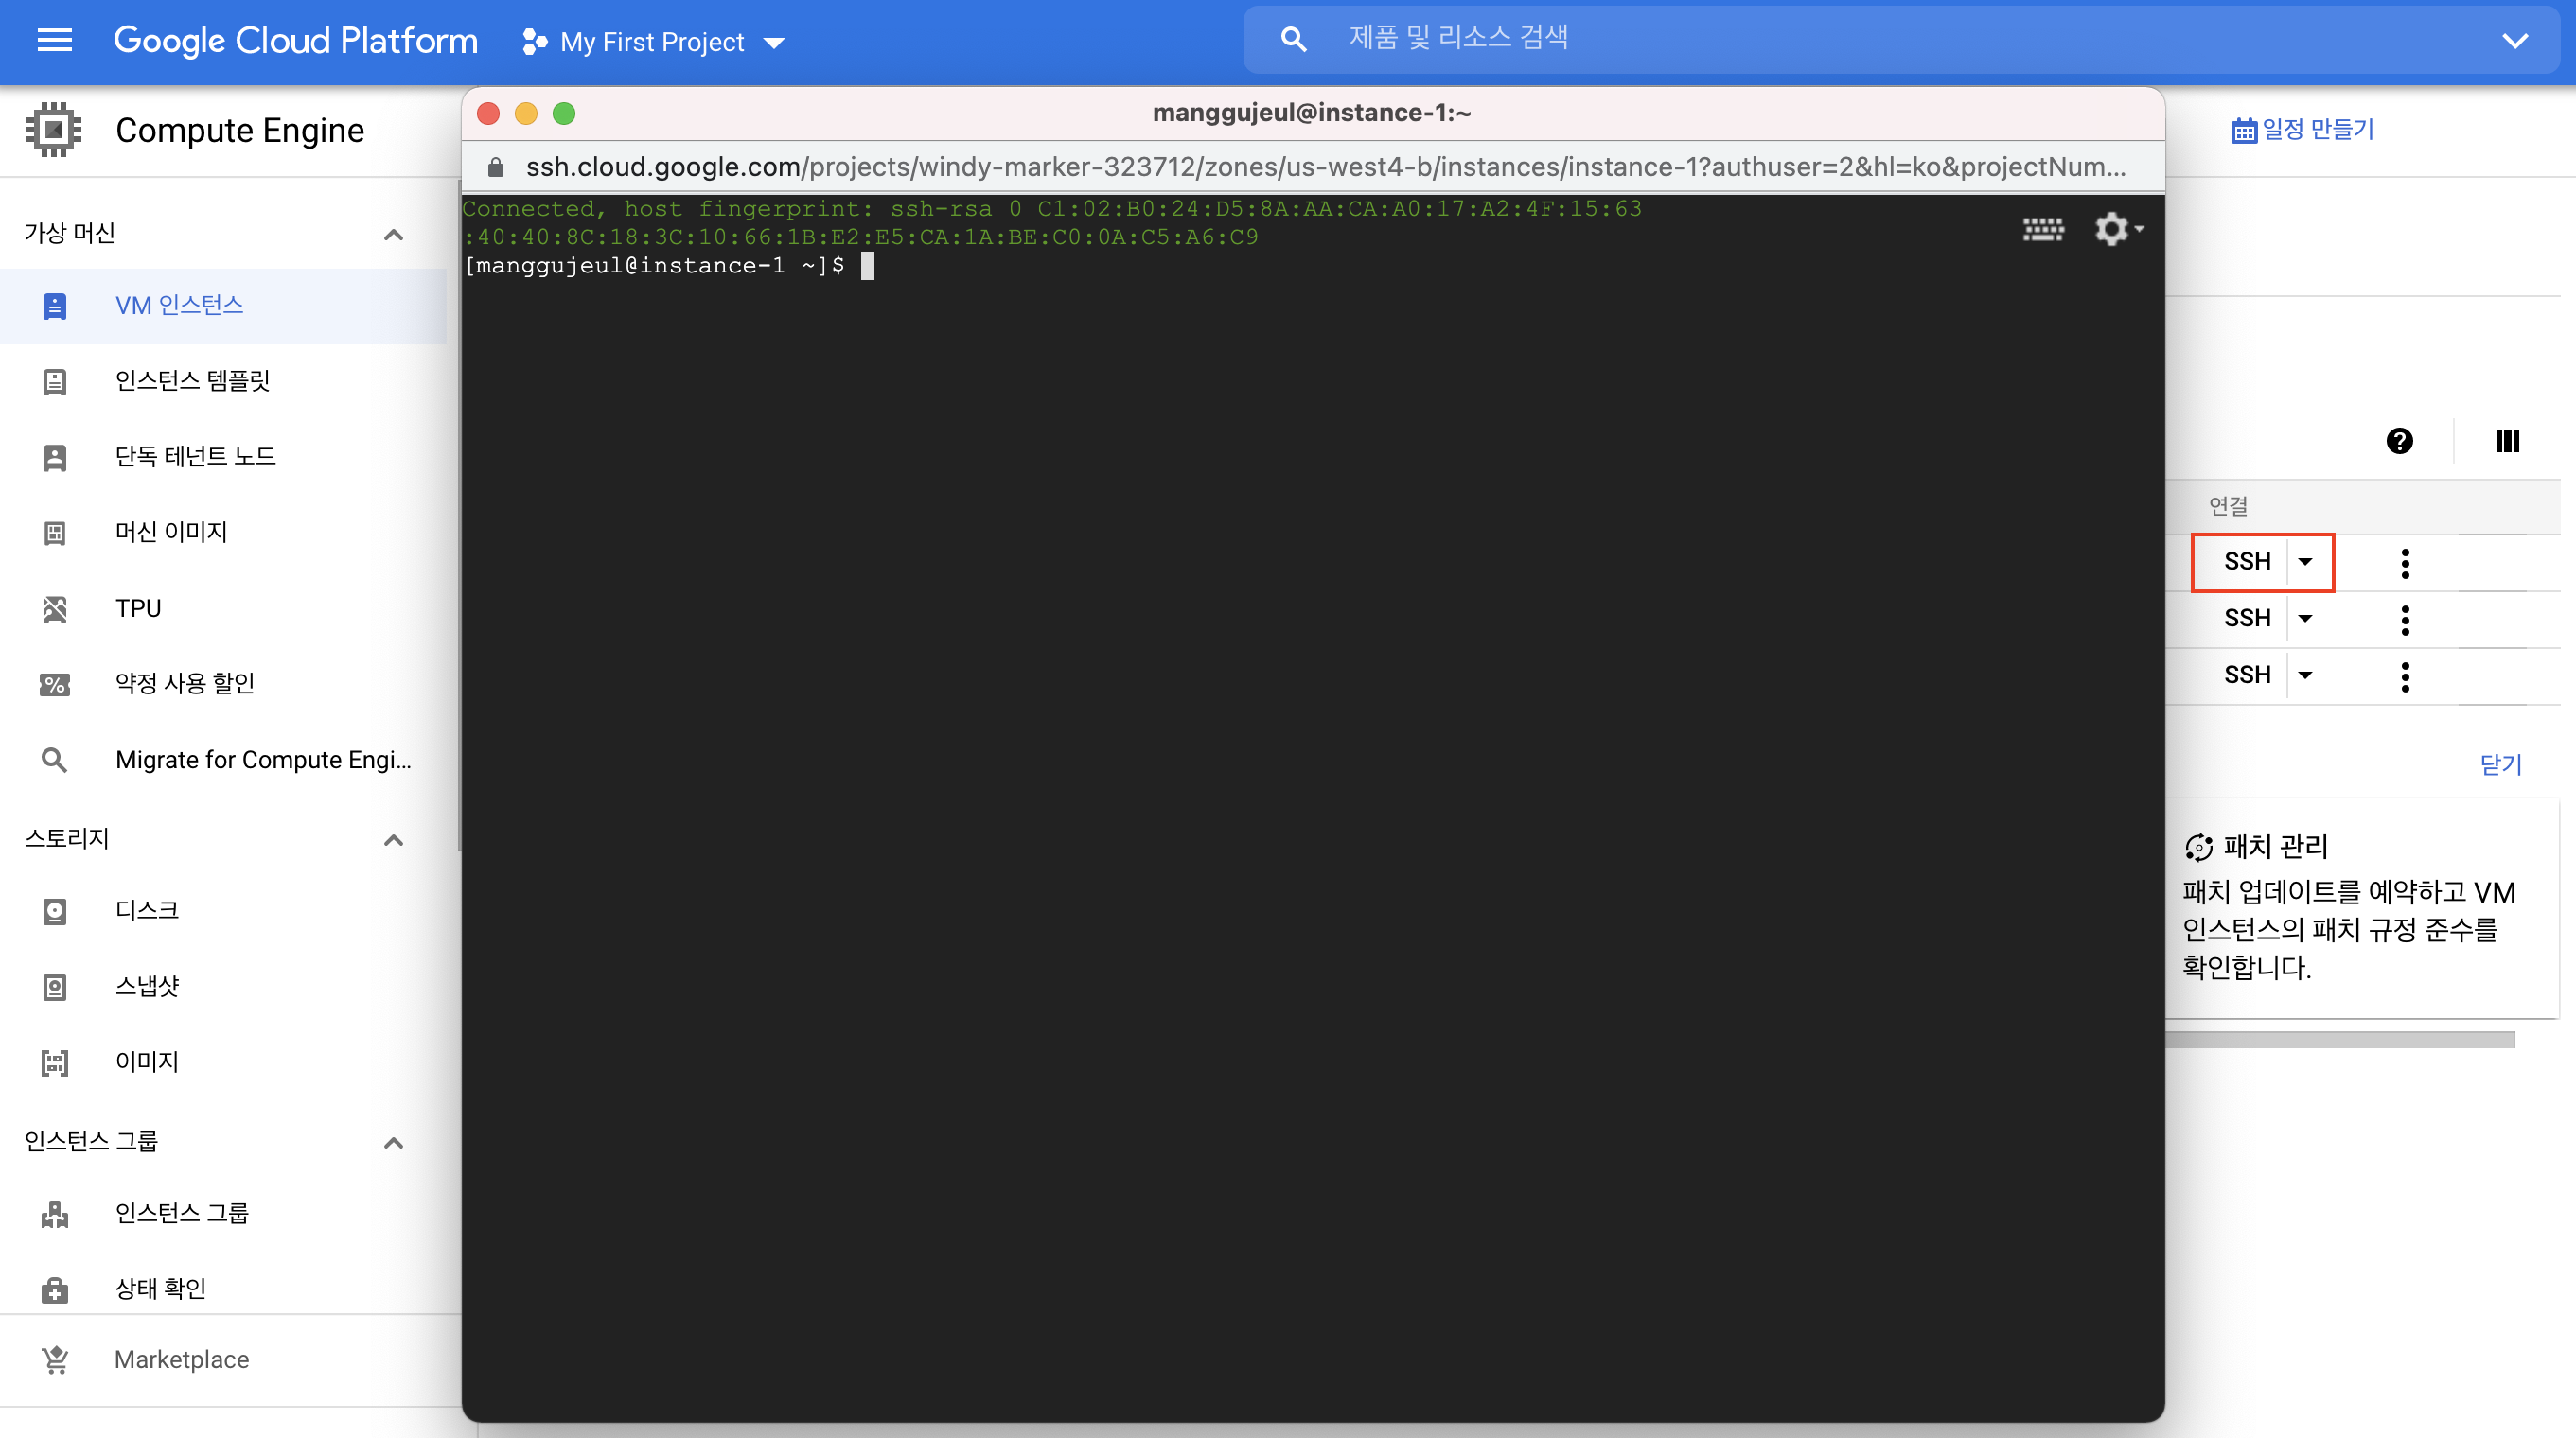 Google Cloud Platform
My First Project
제품 및 리소스 검색
Compute Engine
일정 만들기
가상 머신
VM 인스턴스
인스턴스 템플릿
단독 테넌트 노드
머신 이미지
TPU
약정 사용 할인
Migrate for Compute Engi...
스토리지
디스크
스냅샷
이미지
인스턴스 그룹
인스턴스 그룹
상태 확인
Marketplace
manggujeul@instance-1:~
ssh.cloud.google.com/projects/windy-marker-323712/zones/us-west4-b/instances/instance-1?authuser=2&hl=ko&projectNum...
Connected, host fingerprint: ssh-rsa 0 C1:02:B0:24:D5:8A:AA:CA:A0:17:A2:4F:15:63
:40:40:8C:18:3C:10:66:1B:E2:E5:CA:1A:BE:C0:0A:C5:A6:C9
[manggujeul@instance-1 ~]$
연결
SSH
SSH
SSH
닫기
패치 관리
패치 업데이트를 예약하고 VM
인스턴스의 패치 규정 준수를
확인합니다.